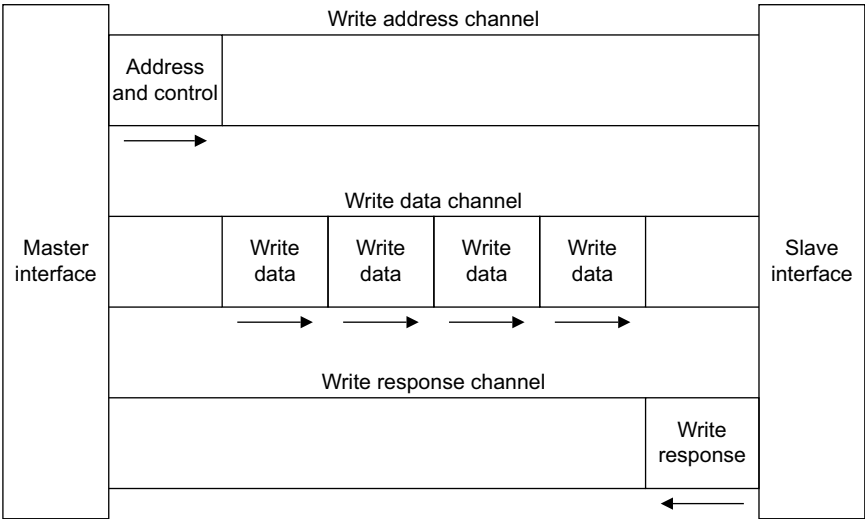 Write address channel
Address
and control
Write data channel
Master
interface
Write
data
Write
data
Write
data
Write
data
Slave
interface
Write response channel
Write
response